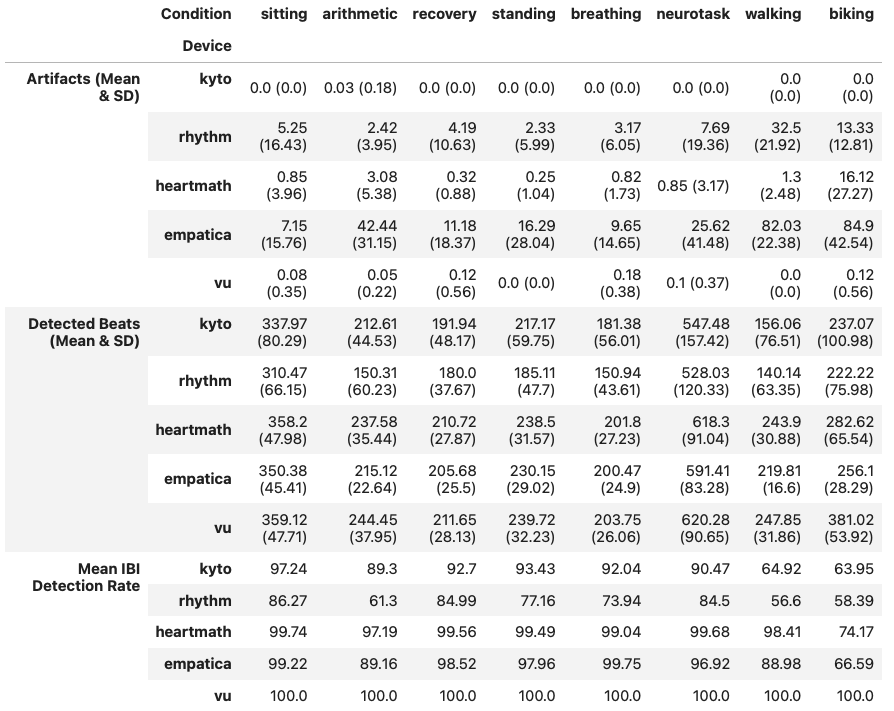 Condition sitting arithmetic recovery standing breathing neurotask walking biking
Device
Artifacts (Mean & SD) kyto 0.0 (0.0) 0.03 (0.18) 0.0 (0.0) 0.0 (0.0) 0.0 (0.0) 0.0 (0.0) 0.0 (0.0) 0.0 (0.0)
rhythm 5.25 (16.43) 2.42 (3.95) 4.19 (10.63) 2.33 (5.99) 3.17 (6.05) 7.69 (19.36) 32.5 (21.92) 13.33 (12.81)
heartmath 0.85 (3.96) 3.08 (5.38) 0.32 (0.88) 0.25 (1.04) 0.82 (1.73) 0.85 (3.17) 1.3 (2.48) 16.12 (27.27)
empatica 7.15 (15.76) 42.44 (31.15) 11.18 (18.37) 16.29 (28.04) 9.65 (14.65) 25.62 (41.48) 82.03 (22.38) 84.9 (42.54)
vu 0.08 (0.35) 0.05 (0.22) 0.12 (0.56) 0.0 (0.0) 0.18 (0.38) 0.1 (0.37) 0.0 (0.0) 0.12 (0.56)
Detected Beats (Mean & SD) kyto 337.97 (80.29) 212.61 (44.53) 191.94 (48.17) 217.17 (59.75) 181.38 (56.01) 547.48 (157.42) 156.06 (76.51) 237.07 (100.98)
rhythm 310.47 (66.15) 150.31 (60.23) 180.0 (37.67) 185.11 (47.7) 150.94 (43.61) 528.03 (120.33) 140.14 (63.35) 222.22 (75.98)
heartmath 358.2 (47.98) 237.58 (35.44) 210.72 (27.87) 238.5 (31.57) 201.8 (27.23) 618.3 (91.04) 243.9 (30.88) 282.62 (65.54)
empatica 350.38 (45.41) 215.12 (22.64) 205.68 (25.5) 230.15 (29.02) 200.47 (24.9) 591.41 (83.28) 219.81 (16.6) 256.1 (28.29)
vu 359.12 (47.71) 244.45 (37.95) 211.65 (28.13) 239.72 (32.23) 203.75 (26.06) 620.28 (90.65) 247.85 (31.86) 381.02 (53.92)
Mean IBI Detection Rate kyto 97.24 89.3 92.7 93.43 92.04 90.47 64.92 63.95
rhythm 86.27 61.3 84.99 77.16 73.94 84.5 56.6 58.39
heartmath 99.74 97.19 99.56 99.49 99.04 99.68 98.41 74.17
empatica 99.22 89.16 98.52 97.96 99.75 96.92 88.98 66.59
vu 100.0 100.0 100.0 100.0 100.0 100.0 100.0 100.0